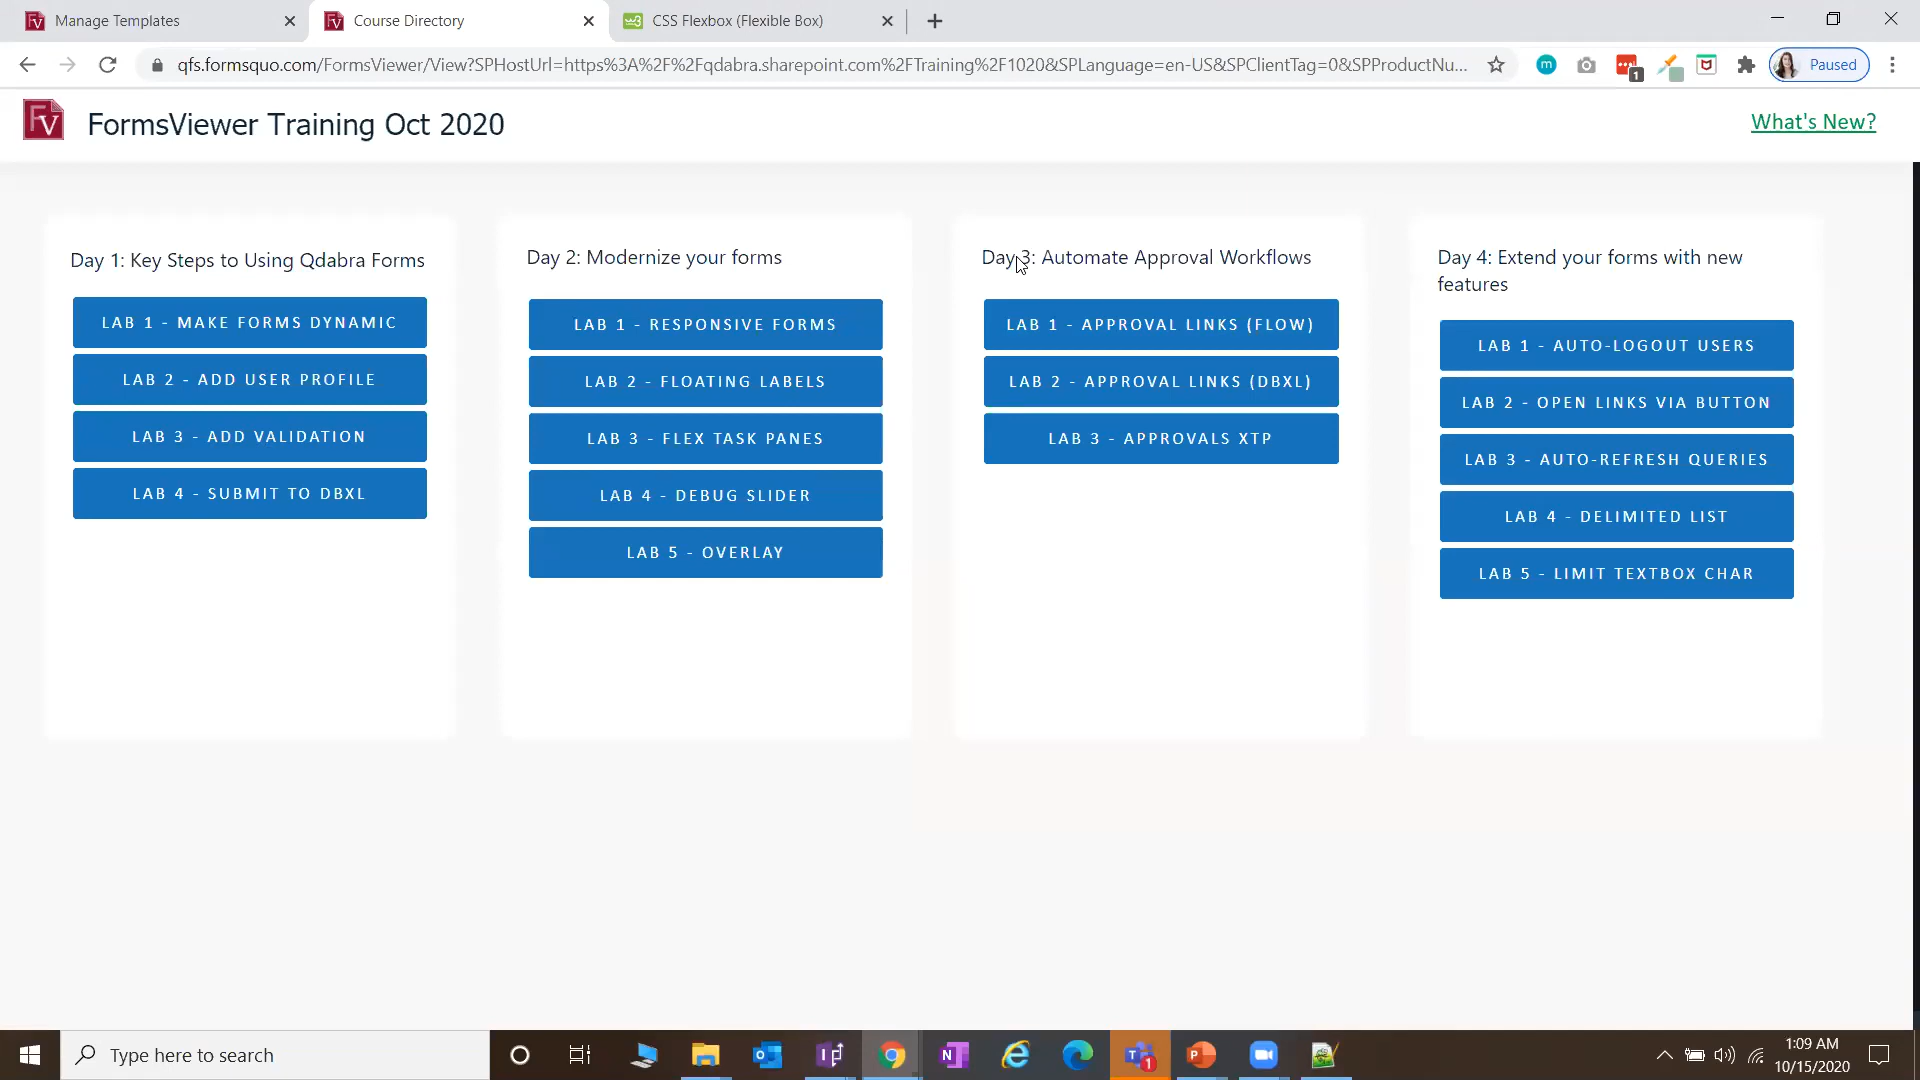 Manage Templates
Course Directory
CSS Flexbox (Flexible Box)
qfs.formsquo.com/FormsViewer/View?SPHostUrl=https%3A%2F%2Fqdabra.sharepoint.com%2FTraining%2F1020&SPLanguage=en-US&SPClientTag=0&SPProductNu...
m
1
Paused
FV
FormsViewer Training Oct 2020
What's New?
Day 1: Key Steps to Using Qdabra Forms
LAB 1 - MAKE FORMS DYNAMIC
LAB 2 - ADD USER PROFILE
LAB 3 - ADD VALIDATION
LAB 4 - SUBMIT TO DBXL
Day 2: Modernize your forms
LAB 1 - RESPONSIVE FORMS
LAB 2 - FLOATING LABELS
LAB 3 - FLEX TASK PANES
LAB 4 - DEBUG SLIDER
LAB 5 - OVERLAY
Day 3: Automate Approval Workflows
LAB 1 - APPROVAL LINKS (FLOW)
LAB 2 - APPROVAL LINKS (DBXL)
LAB 3 - APPROVALS XTP
Day 4: Extend your forms with new
features
LAB 1 - AUTO-LOGOUT USERS
LAB 2 - OPEN LINKS VIA BUTTON
LAB 3 - AUTO-REFRESH QUERIES
LAB 4 - DELIMITED LIST
LAB 5 - LIMIT TEXTBOX CHAR
Type here to search
1:09 AM
10/15/2020